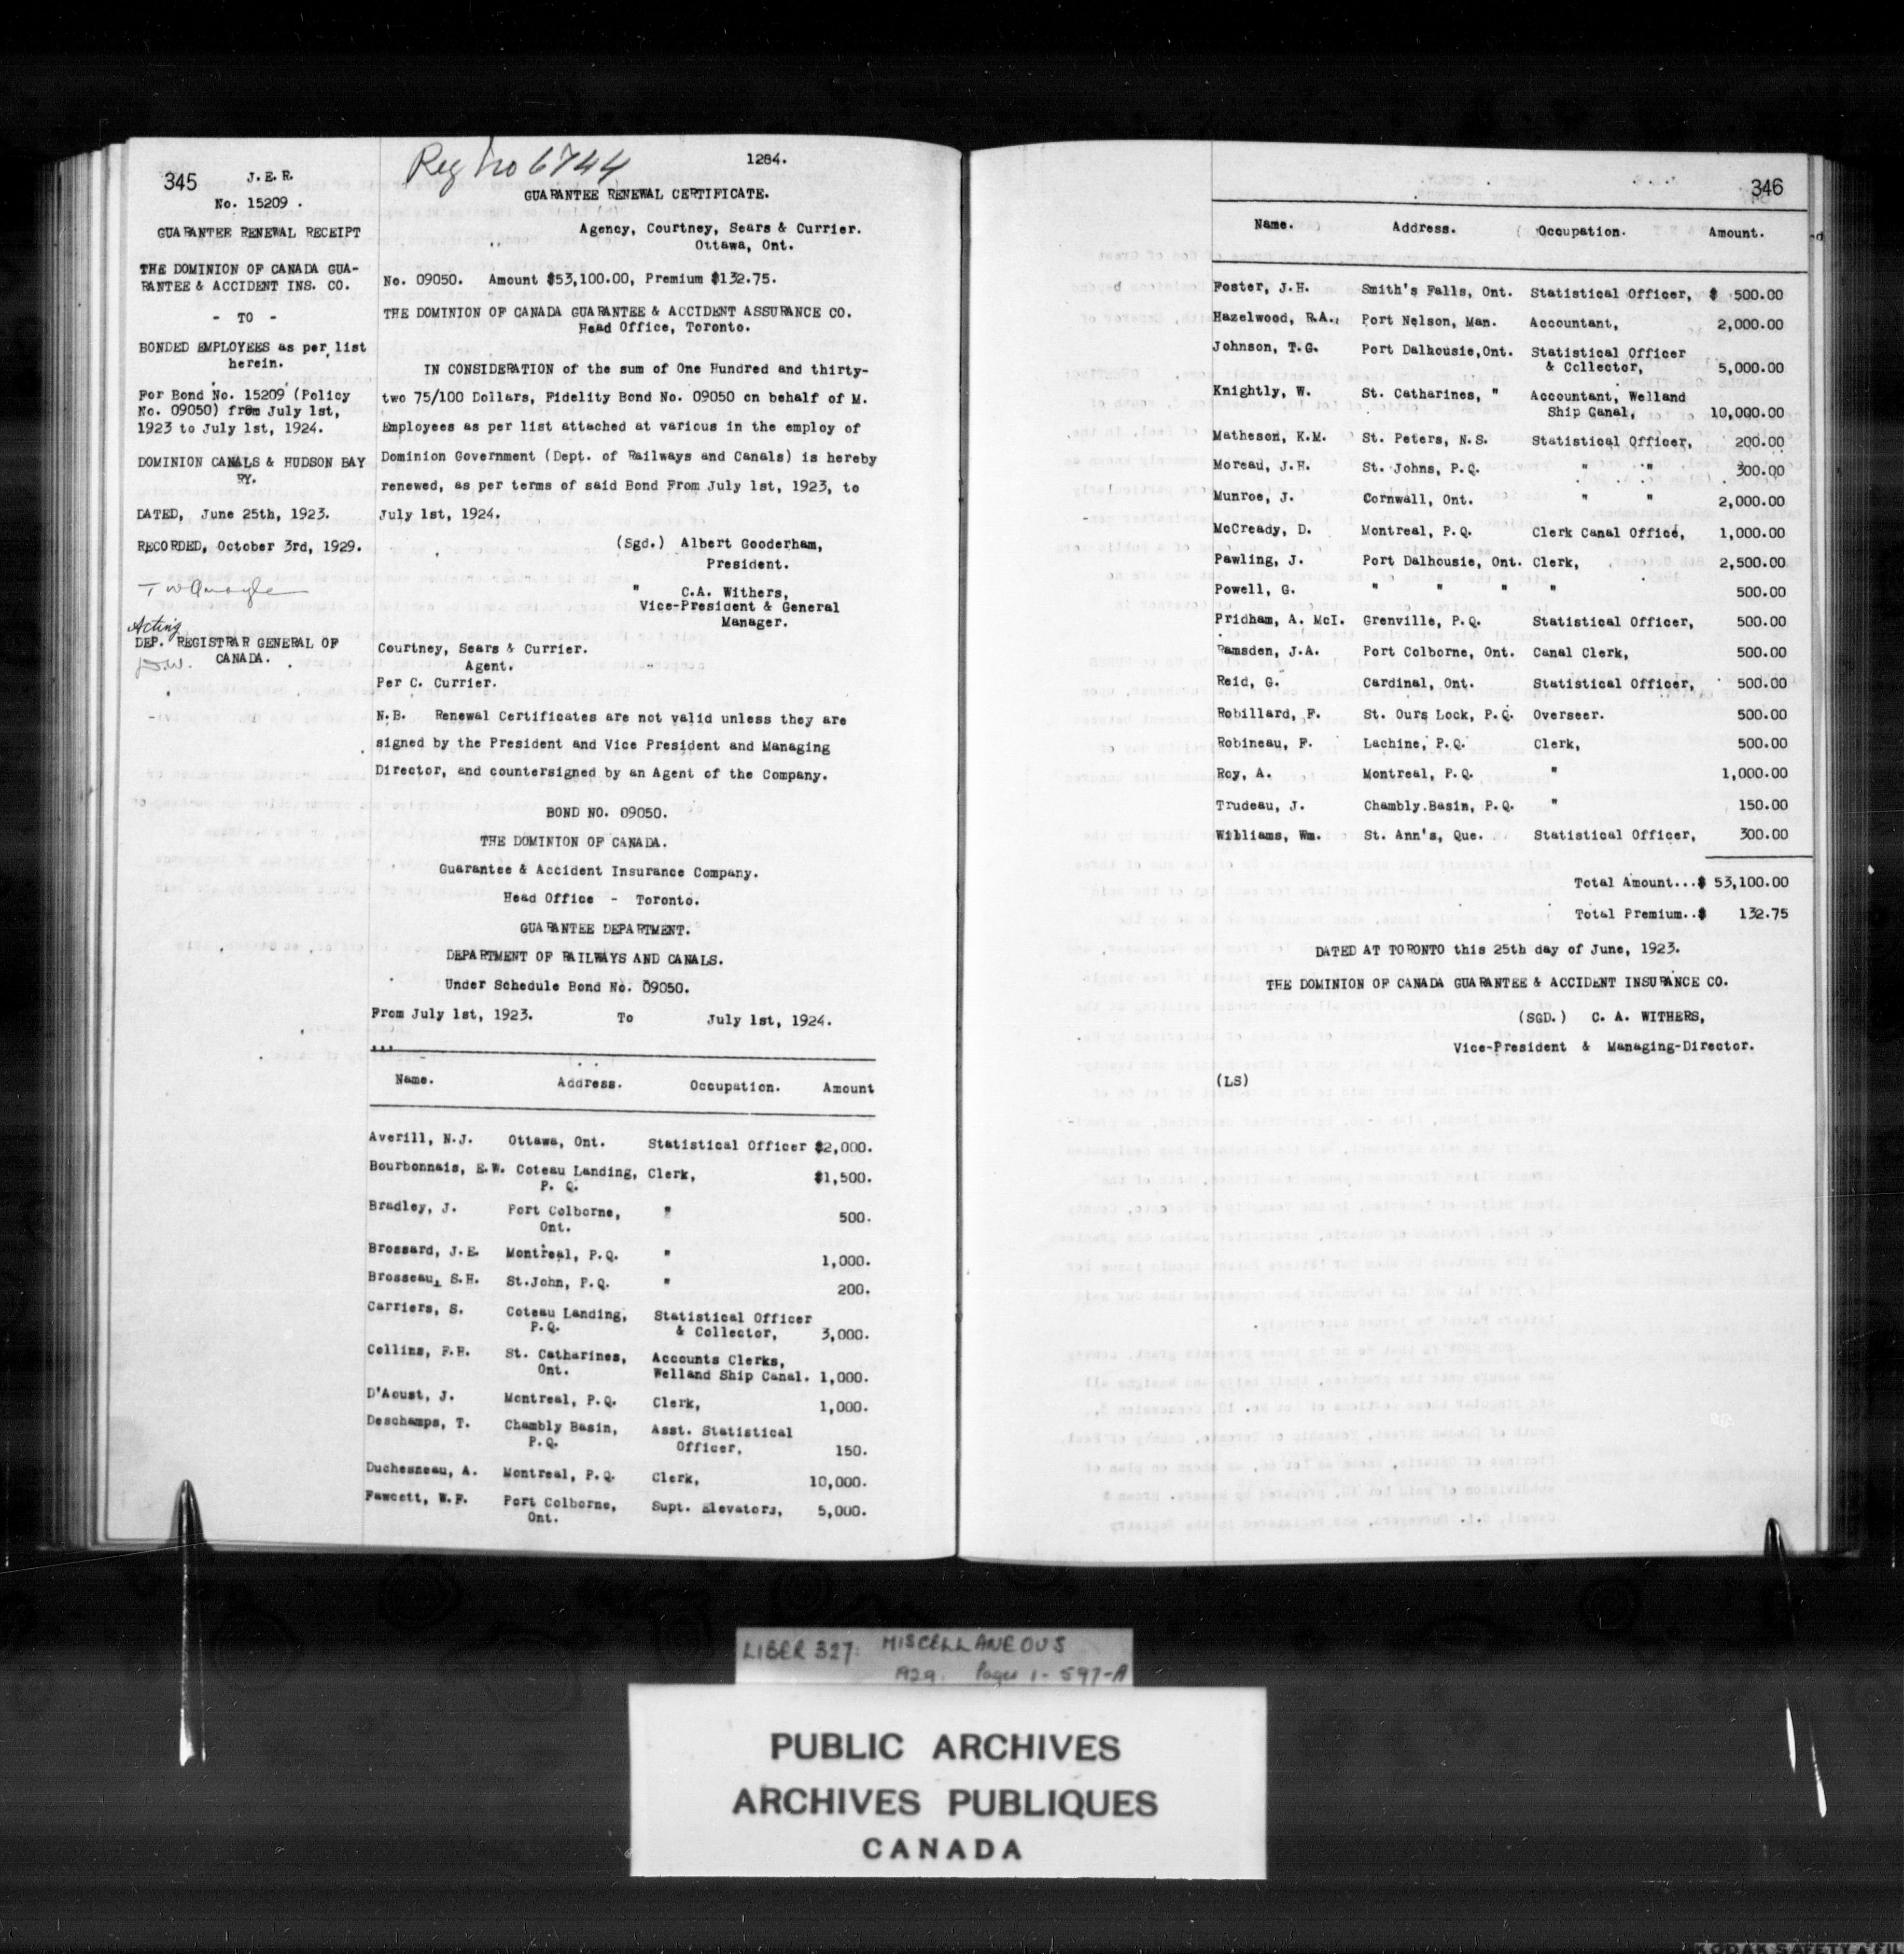 345
J.E.R.
No. 15209.
GUARANTEE RENEWAL RECEIPT
THE DOMINION OF CANADA GUA-
RANTEE & ACCIDENT INS. CO.
- TO -
BONDED EMPLOYEES as per list
herein.
For Bond No. 15209 (Policy
No. 09050) from July 1st,
1923 to July 1st, 1924.
DOMINION CANALS & HUDSON BAY
RY.
DATED, June 25th, 1923.
RECORDED, October 3rd, 1929.
Acting
DEP. REGISTRAR GENERAL OF
CANADA.
Reg no 6744
1284.
GUARANTEE RENEWAL CERTIFICATE.
Agency, Courtney, Sears & Currier.
Ottawa, Ont.
No. 09050. Amount $53,100.00, Premium $132.75.
THE DOMINION OF CANADA GUARANTEE & ACCIDENT ASSURANCE CO.
Head Office, Toronto.
IN CONSIDERATION of the sum of One Hundred and thirty-
two 75/100 Dollars, Fidelity Bond No. 09050 on behalf of M.
Employees as per list attached at various in the employ of
Dominion Government (Dept. of Railways and Canals) is hereby
renewed, as per terms of said Bond From July 1st, 1923, to
July 1st, 1924.
(Sgd.) Albert Gooderham,
President.
" C.A. Withers,
Vice-President & General
Manager.
Courtney, Sears & Currier.
Agent.
Per C. Currier.
N.B. Renewal Certificates are not valid unless they are
signed by the President and Vice President and Managing
Director, and countersigned by an Agent of the Company.
BOND NO. 09050.
THE DOMINION OF CANADA.
Guarantee & Accident Insurance Company.
Head Office - Toronto.
GUARANTEE DEPARTMENT.
DEPARTMENT OF RAILWAYS AND CANALS.
Under Schedule Bond No. 09050.
From July 1st, 1923. To July 1st, 1924.
...
Name. Address. Occupation. Amount
Averill, N.J. Ottawa, Ont. Statistical Officer $2,000.
Bourbonnais, E.W. Coteau Landing, Clerk, $1,500.
P. Q.
Bradley, J. Port Colborne, " 500.
Ont.
Brossard, J.E. Montreal, P.Q. " 1,000.
Brosseau, S.H. St.John, P.Q. " 200.
Carriers, S. Coteau Landing, Statistical Officer
P.Q. & Collector, 3,000.
Collins, F.H. St. Catharines, Accounts Clerks,
Ont. Welland Ship Canal. 1,000.
D'Aoust, J. Montreal, P.Q. Clerk, 1,000.
Deschamps, T. Chambly Basin, Asst. Statistical
P.Q. Officer, 150.
Duchesneau, A. Montreal, P.Q. Clerk, 10,000.
Fawcett, W.F. Port Colborne, Supt. Elevators, 5,000.
Ont.
346
Name. Address. Occupation. Amount.
Foster, J.H. Smith's Falls, Ont. Statistical Officer, $ 500.00
Hazelwood, R.A., Port Nelson, Man. Accountant, 2,000.00
Johnson, T.G. Port Dalhousie,Ont. Statistical Officer
& Collector, 5,000.00
Knightly, W. St. Catharines, " Accountant, Welland
Ship Canal, 10,000.00
Matheson, K.M. St. Peters, N.S. Statistical Officer, 200.00
Moreau, J.H. St. Johns, P.Q. " " 300.00
Munroe, J. Cornwall, Ont. " " 2,000.00
McCready, D. Montreal, P.Q. Clerk Canal Office, 1,000.00
Pawling, J. Port Dalhousie, Ont. Clerk, 2,500.00
Powell, G. " " " " 500.00
Pridham, A. McI. Grenville, P.Q. Statistical Officer, 500.00
Ramsden, J.A. Port Colborne, Ont. Canal Clerk, 500.00
Reid, G. Cardinal, Ont. Statistical Officer, 500.00
Robillard, F. St. Ours Lock, P.Q. Overseer. 500.00
Robineau, F. Lachine, P.Q. Clerk, 500.00
Roy, A. Montreal, P.Q. " 1,000.00
Trudeau, J. Chambly.Basin, P.Q. " 150.00
Williams, Wm. St. Ann's, Que. Statistical Officer, 300.00
Total Amount...$ 53,100.00
Total Premium..$ 132.75
DATED AT TORONTO this 25th day of June, 1923.
THE DOMINION OF CANADA GUARANTEE & ACCIDENT INSURANCE CO.
(SGD.) C. A. WITHERS,
Vice-President & Managing-Director.
(LS)
LIBER 327: MISCELLANEOUS
1929. Pages 1-597-A
PUBLIC ARCHIVES
ARCHIVES PUBLIQUES
CANADA